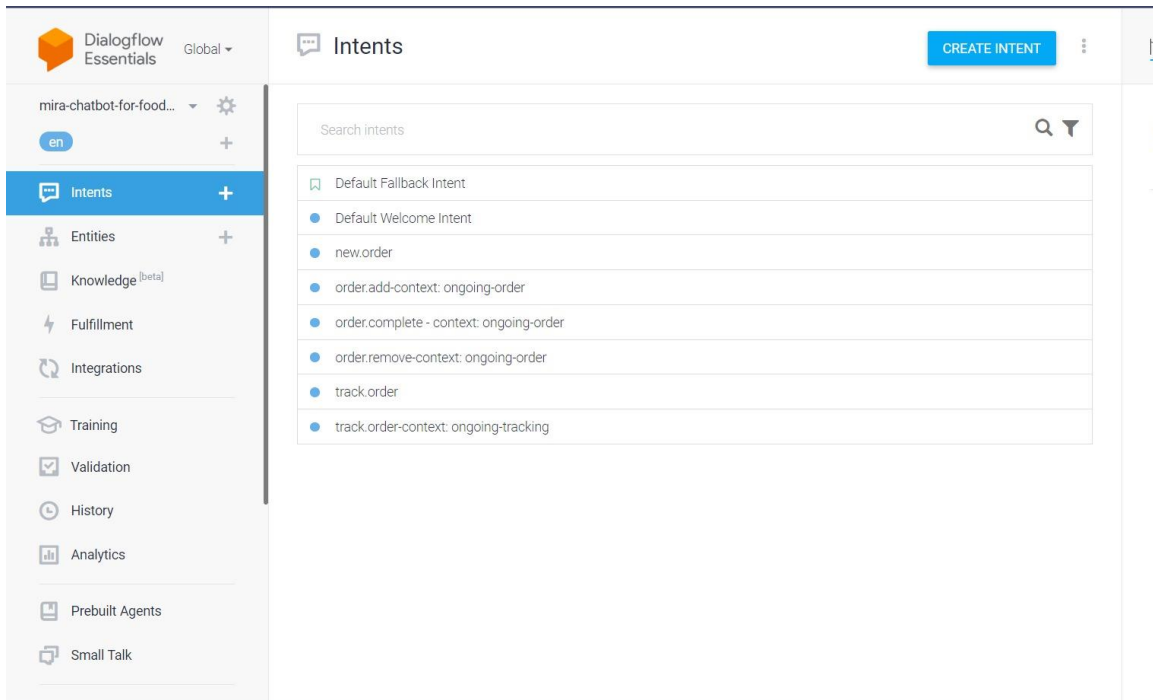 Dialogflow
Essentials
Global
mira-chatbot-for-food...
en
Intents
Entities
Knowledge [beta]
Fulfillment
Integrations
Training
Validation
History
Analytics
Prebuilt Agents
Small Talk
Intents
CREATE INTENT
Search intents
Default Fallback Intent
Default Welcome Intent
new.order
order.add-context: ongoing-order
order.complete - context: ongoing-order
order.remove-context: ongoing-order
track.order
track.order-context: ongoing-tracking